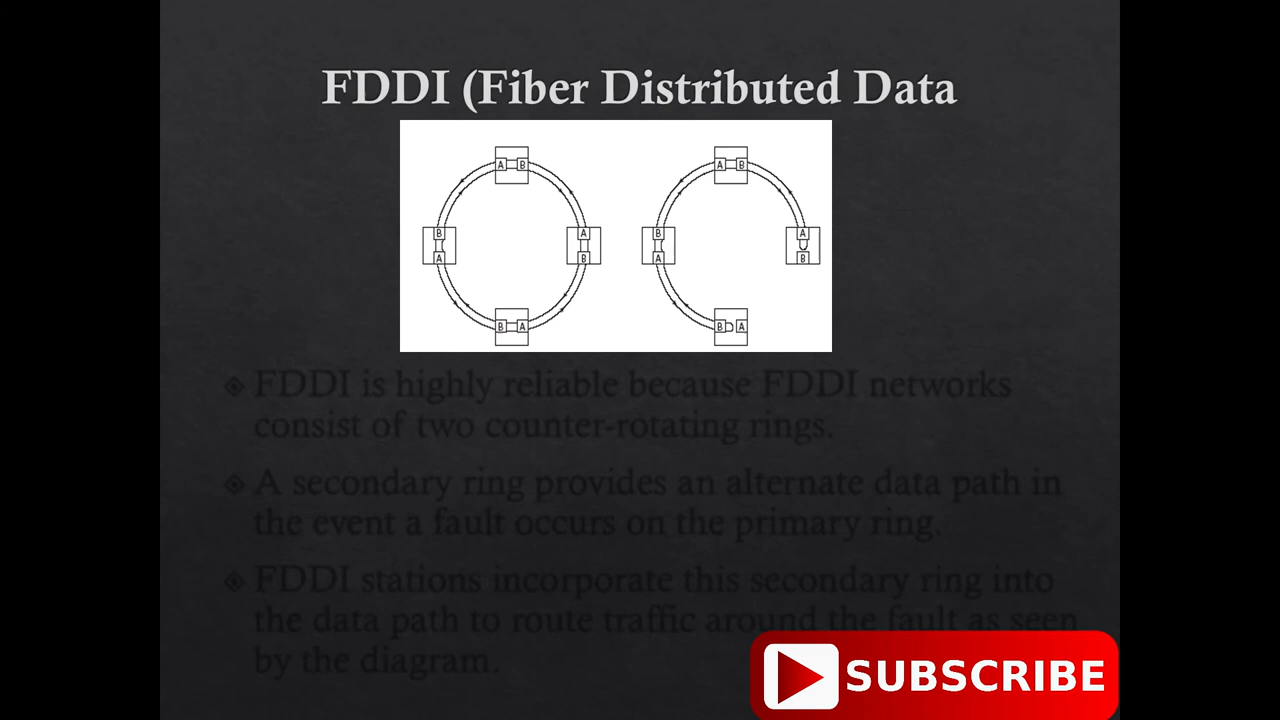 FDDI (Fiber Distributed Data
A B A B
B A B A
A B A B
B A B A
◈ FDDI is highly reliable because FDDI networks
consist of two counter-rotating rings.
◈ A secondary ring provides an alternate data path in
the event a fault occurs on the primary ring.
◈ FDDI stations incorporate this secondary ring into
the data path to route traffic around the fault as seen
by the diagram.
SUBSCRIBE